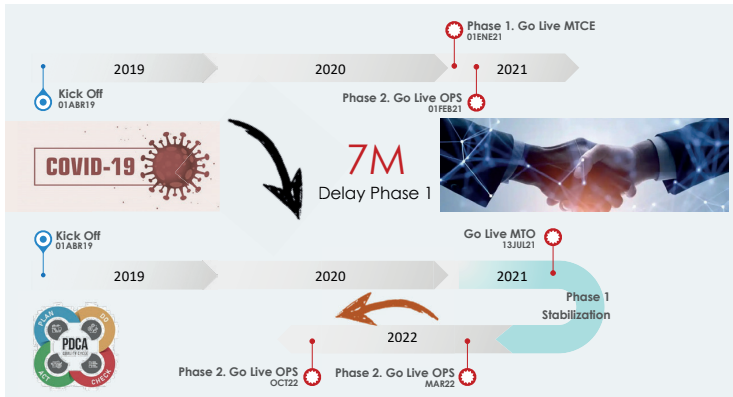 Phase 1. Go Live MTCE
01ENE21
2019
2020
2021
Kick Off
01ABR19
Phase 2. Go Live OPS
01FEB21
COVID-19
7M
Delay Phase 1
Kick Off
01ABR19
Go Live MTO
13JUL21
2019
2020
2021
Phase 1
Stabilization
2022
PLAN
DO
PDCA
ACT
CHECK
Phase 2. Go Live OPS
OCT22
Phase 2. Go Live OPS
MAR22